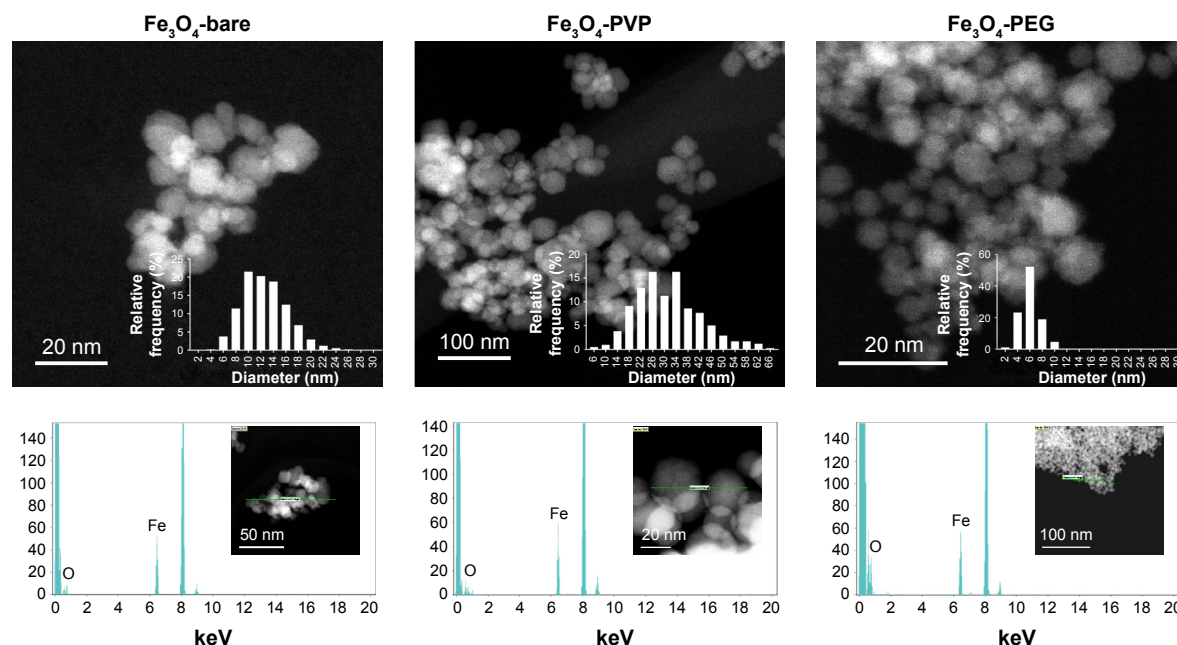 Fe₃O₄-bare
Fe₃O₄-PVP
Fe₃O₄-PEG
Relative frequency (%)
25
20
15
10
5
0
2 4 6 8 10 12 14 16 18 20 22 24 26 28 30
Diameter (nm)
20 nm
Relative frequency (%)
20
15
10
5
0
6 10 14 18 22 26 30 34 38 42 46 50 54 58 62 66
Diameter (nm)
100 nm
Relative frequency (%)
60
40
20
0
2 4 6 8 10 12 14 16 18 20 22 24 26 28 30
Diameter (nm)
20 nm
140
120
100
80
60
40
20
0
O
Fe
50 nm
0 2 4 6 8 10 12 14 16 18 20
keV
140
120
100
80
60
40
20
0
O
Fe
20 nm
0 2 4 6 8 10 12 14 16 18 20
keV
140
120
100
80
60
40
20
0
O
Fe
100 nm
0 2 4 6 8 10 12 14 16 18 20
keV